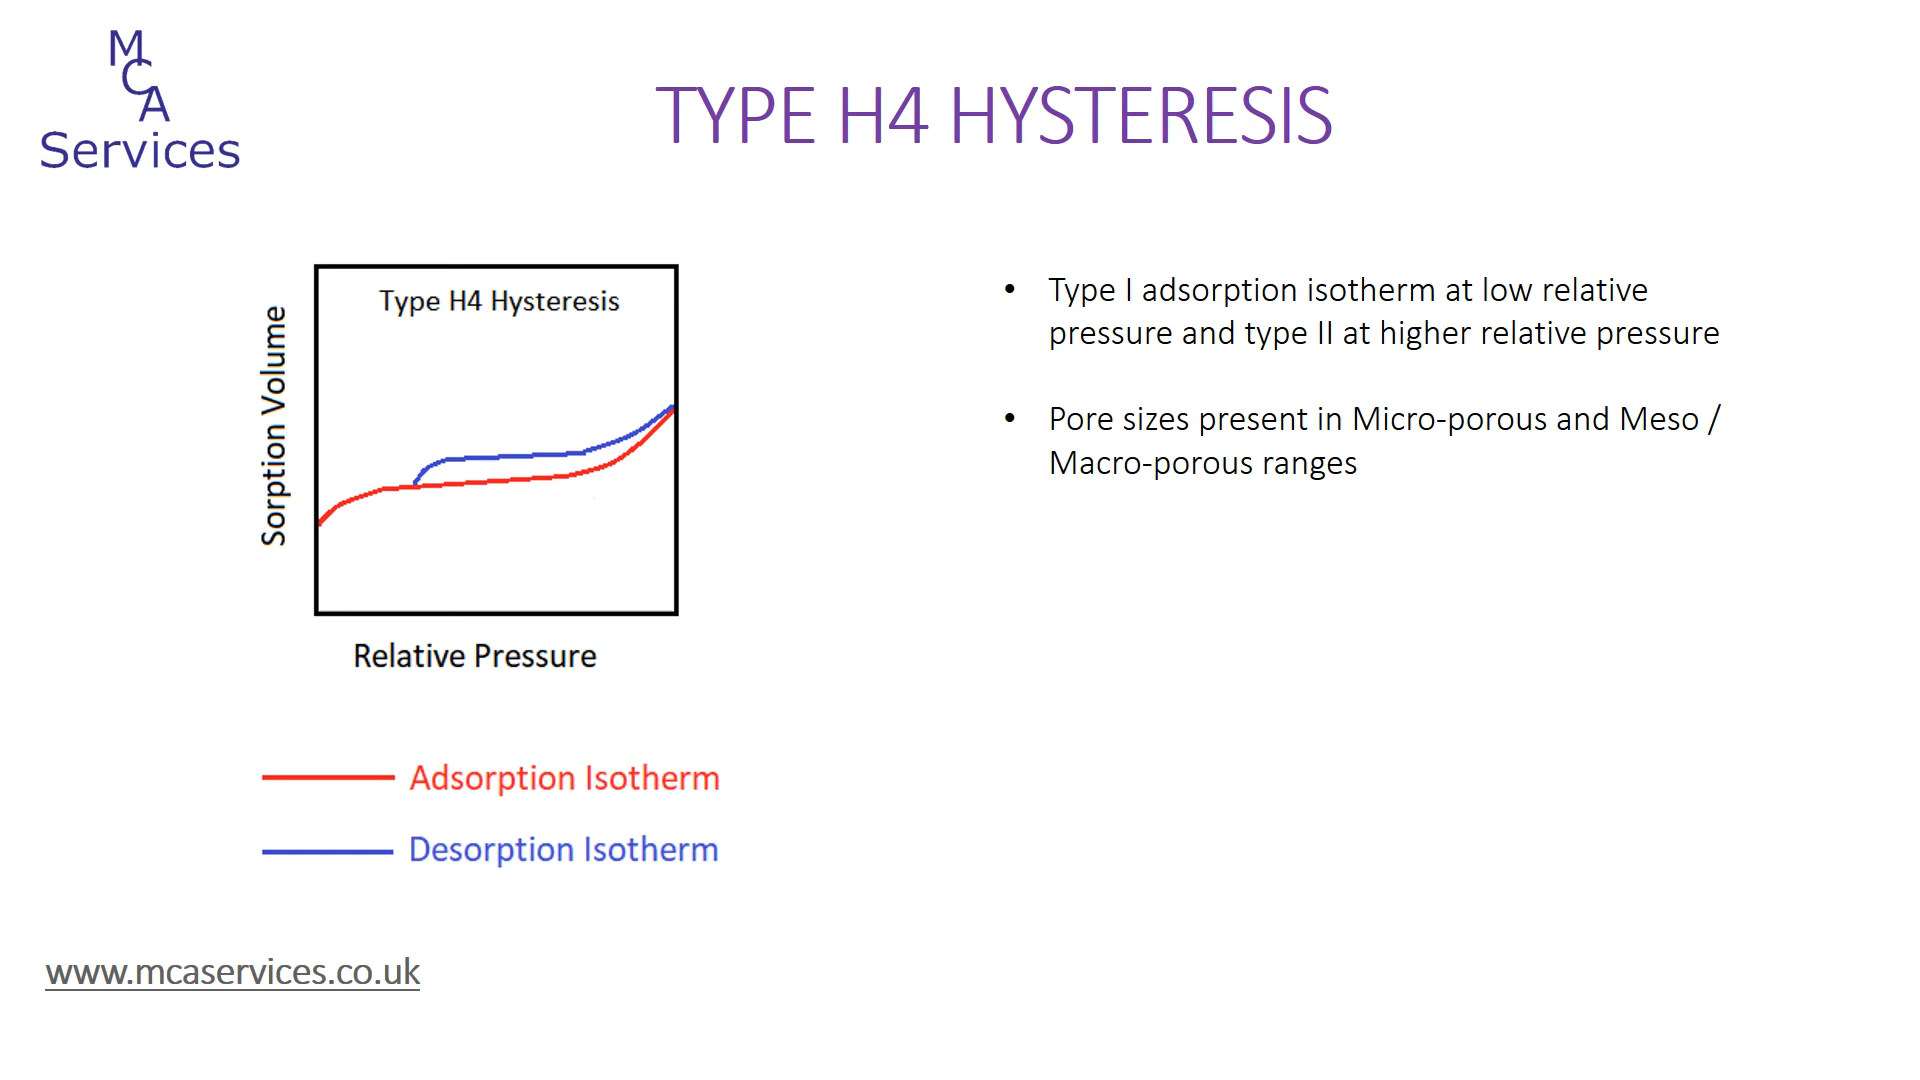 M
C
A
Services
TYPE H4 HYSTERESIS
Type H4 Hysteresis
Sorption Volume
Relative Pressure
Adsorption Isotherm
Desorption Isotherm
• Type I adsorption isotherm at low relative
pressure and type II at higher relative pressure
• Pore sizes present in Micro-porous and Meso /
Macro-porous ranges
www.mcaservices.co.uk